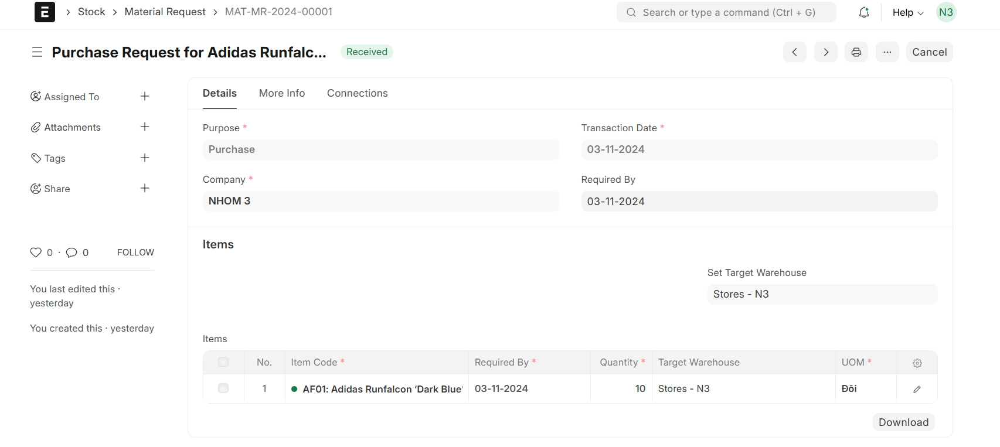 E > Stock > Material Request > MAT-MR-2024-00001 Search or type a command (Ctrl + G) Help N3
Purchase Request for Adidas Runfalc... Received ... Cancel
Assigned To +
Attachments +
Tags +
Share +
0 · 0 FOLLOW
You last edited this ·
yesterday
You created this · yesterday
Details More Info Connections
Purpose * Transaction Date *
Purchase 03-11-2024
Company * Required By
NHOM 3 03-11-2024
Items
Set Target Warehouse
Stores - N3
Items
No. Item Code * Required By * Quantity * Target Warehouse UOM *
1 AF01: Adidas Runfalcon ‘Dark Blue’ 03-11-2024 10 Stores - N3 Đôi
Download